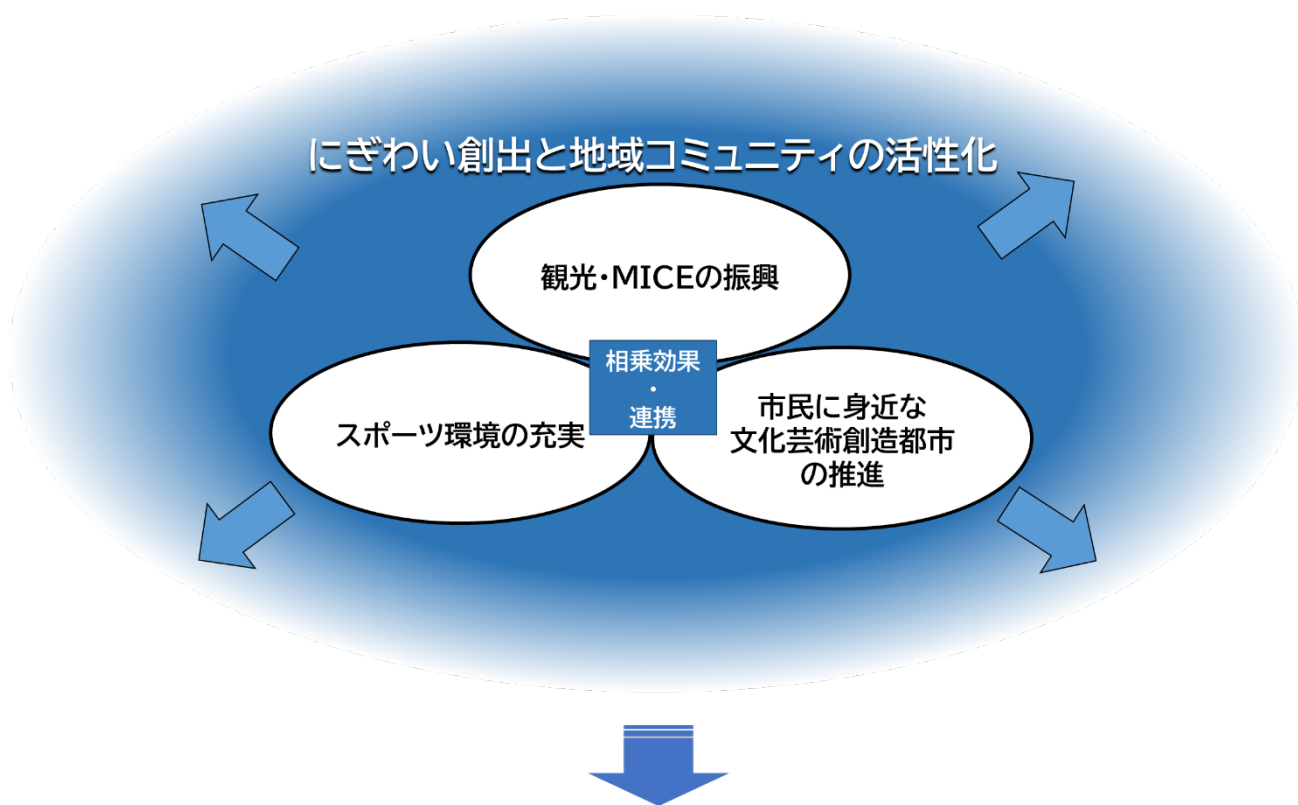 にぎわい創出と地域コミュニティの活性化
観光・MICEの振興
相乗効果
・
連携
スポーツ環境の充実
市民に身近な
文化芸術創造都市
の推進